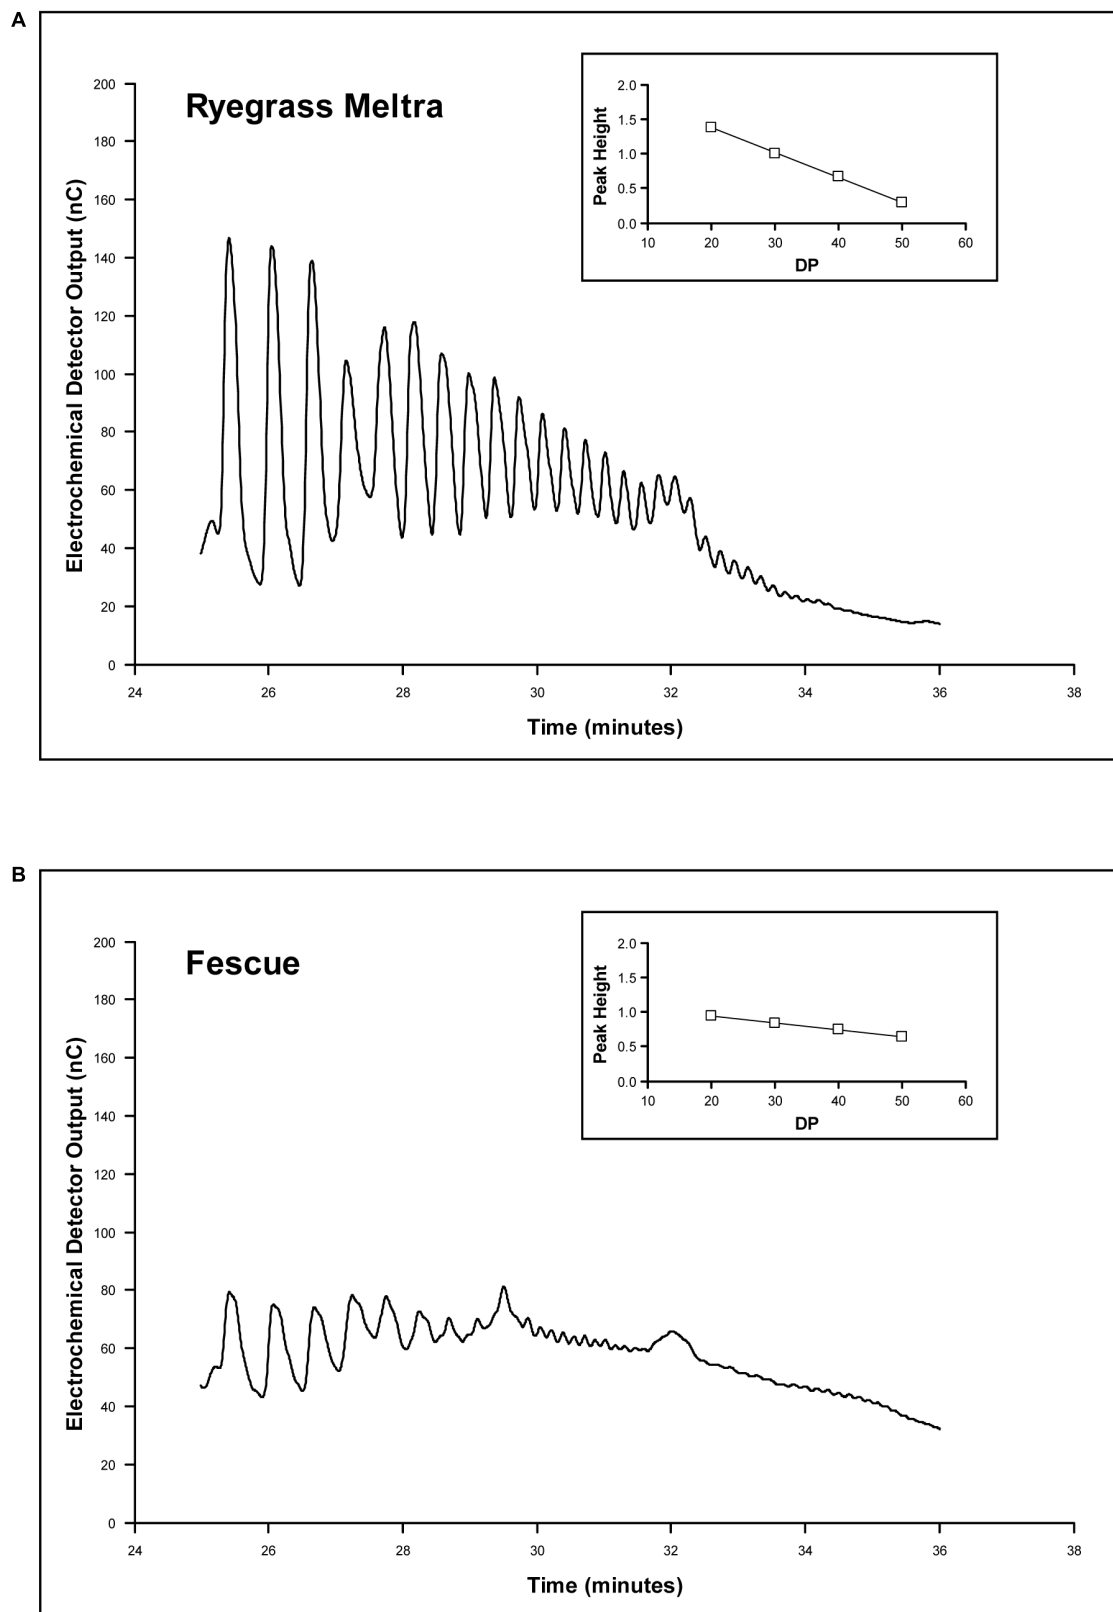 A
Ryegrass Meltra
Electrochemical Detector Output (nC)
200
180
160
140
120
100
80
60
40
20
0
24 26 28 30 32 34 36 38
Time (minutes)
Peak Height
2.0
1.5
1.0
0.5
0.0
10 20 30 40 50 60
DP
B
Fescue
Electrochemical Detector Output (nC)
200
180
160
140
120
100
80
60
40
20
0
24 26 28 30 32 34 36 38
Time (minutes)
Peak Height
2.0
1.5
1.0
0.5
0.0
10 20 30 40 50 60
DP